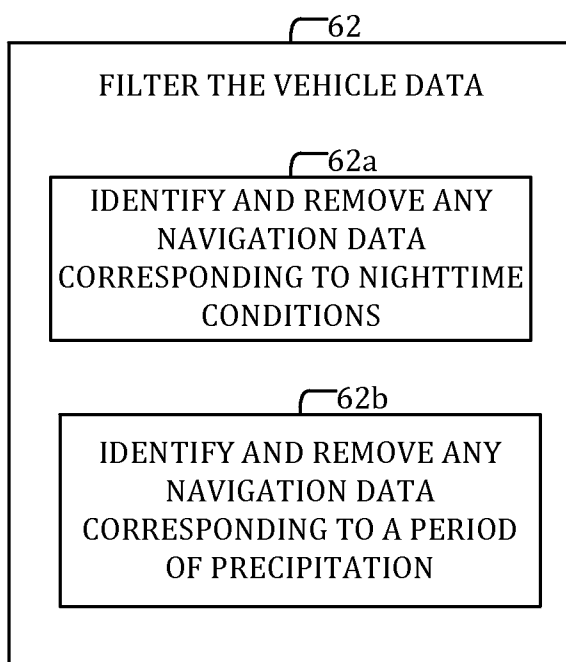 62
FILTER THE VEHICLE DATA
62a
IDENTIFY AND REMOVE ANY
NAVIGATION DATA
CORRESPONDING TO NIGHTTIME
CONDITIONS
62b
IDENTIFY AND REMOVE ANY
NAVIGATION DATA
CORRESPONDING TO A PERIOD
OF PRECIPITATION